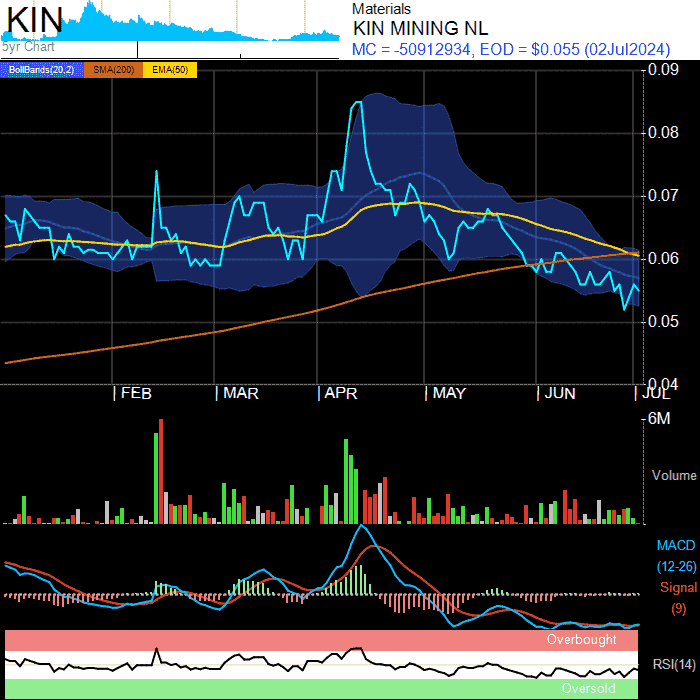 KIN
5yr Chart
Materials
KIN MINING NL
MC = -50912934, EOD = $0.055 (02Jul2024)
BollBands(20,2) SMA(200) EMA(50)
0.09
0.08
0.07
0.06
0.05
0.04
FEB MAR APR MAY JUN JUL
6M
Volume
MACD
(12-26)
Signal
(9)
Overbought
RSI(14)
Oversold